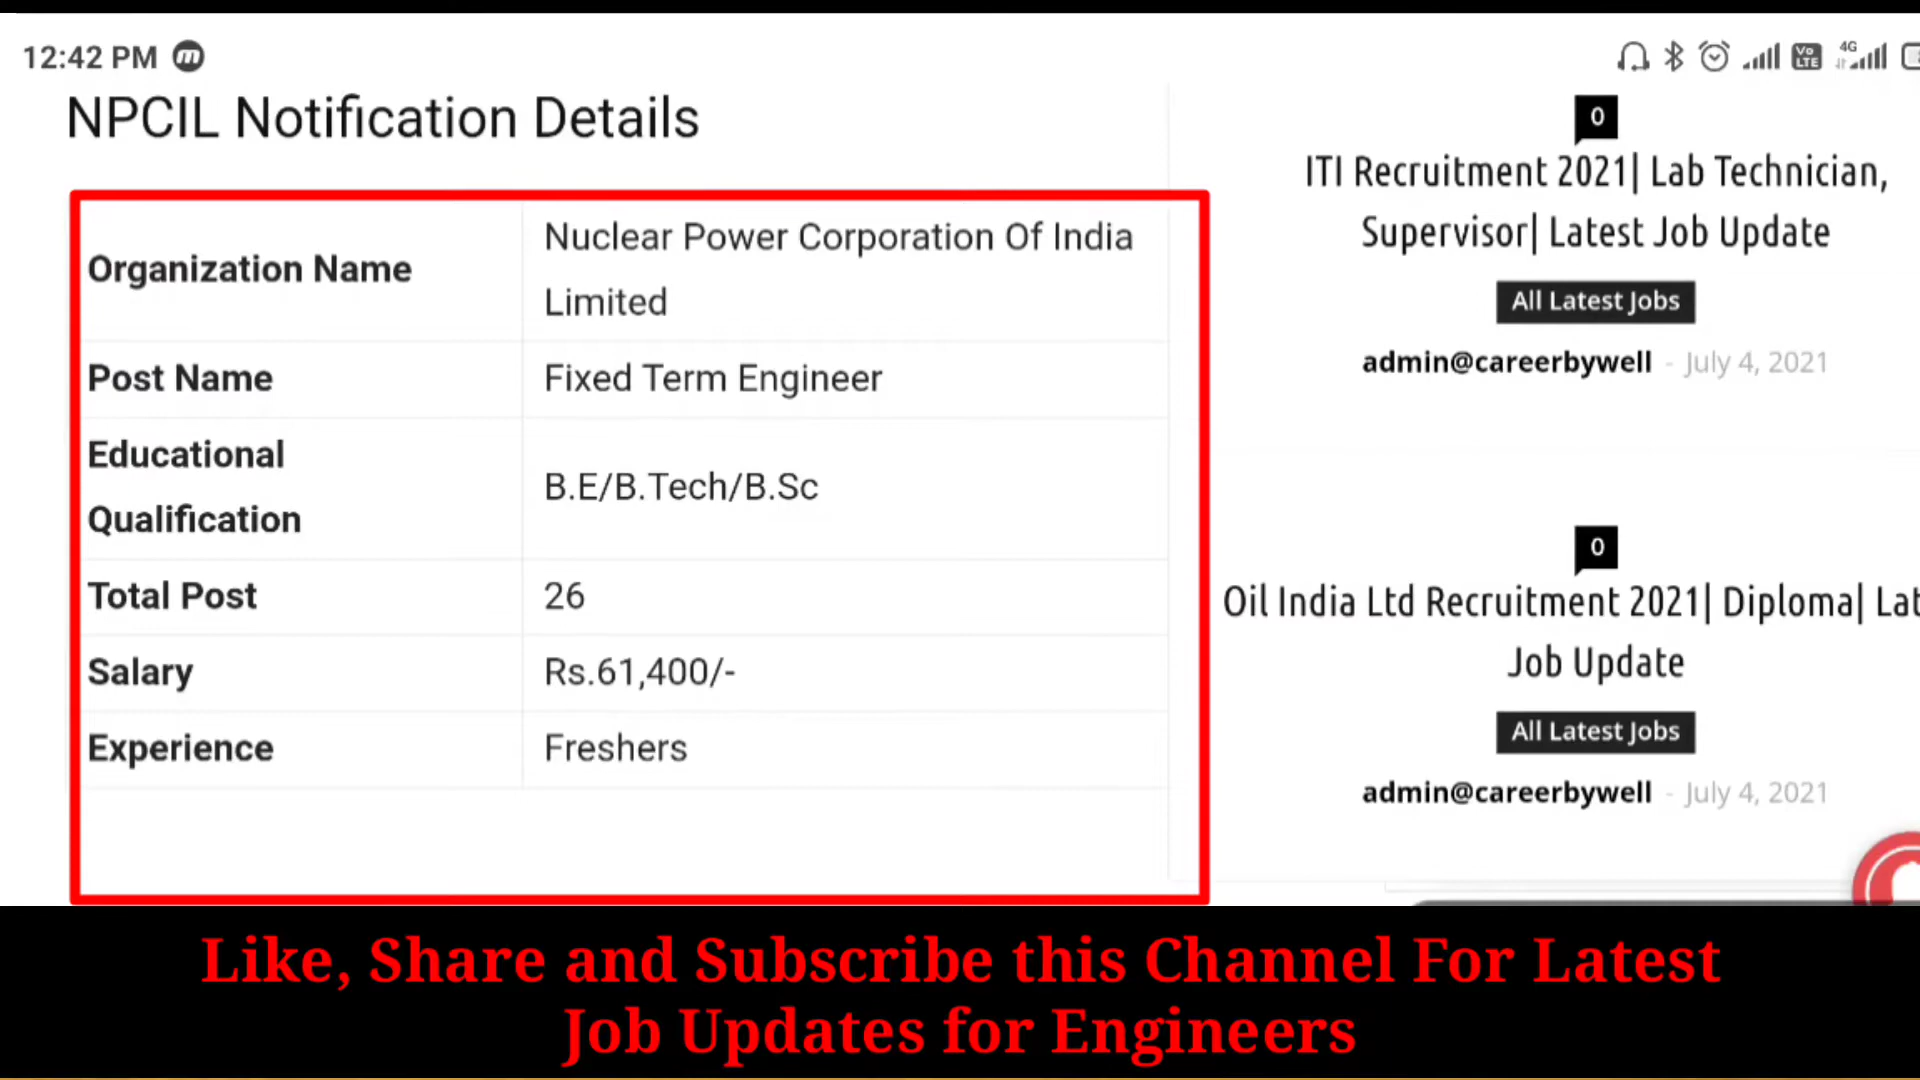 12:42 PM
VO LTE
4G
NPCIL Notification Details
Organization Name
Nuclear Power Corporation Of India
Limited
Post Name
Fixed Term Engineer
Educational
Qualification
B.E/B.Tech/B.Sc
Total Post
26
Salary
Rs.61,400/-
Experience
Freshers
0
ITI Recruitment 2021| Lab Technician,
Supervisor| Latest Job Update
All Latest Jobs
admin@careerbywell - July 4, 2021
0
Oil India Ltd Recruitment 2021| Diploma| Lat
Job Update
All Latest Jobs
admin@careerbywell - July 4, 2021
Like, Share and Subscribe this Channel For Latest
Job Updates for Engineers